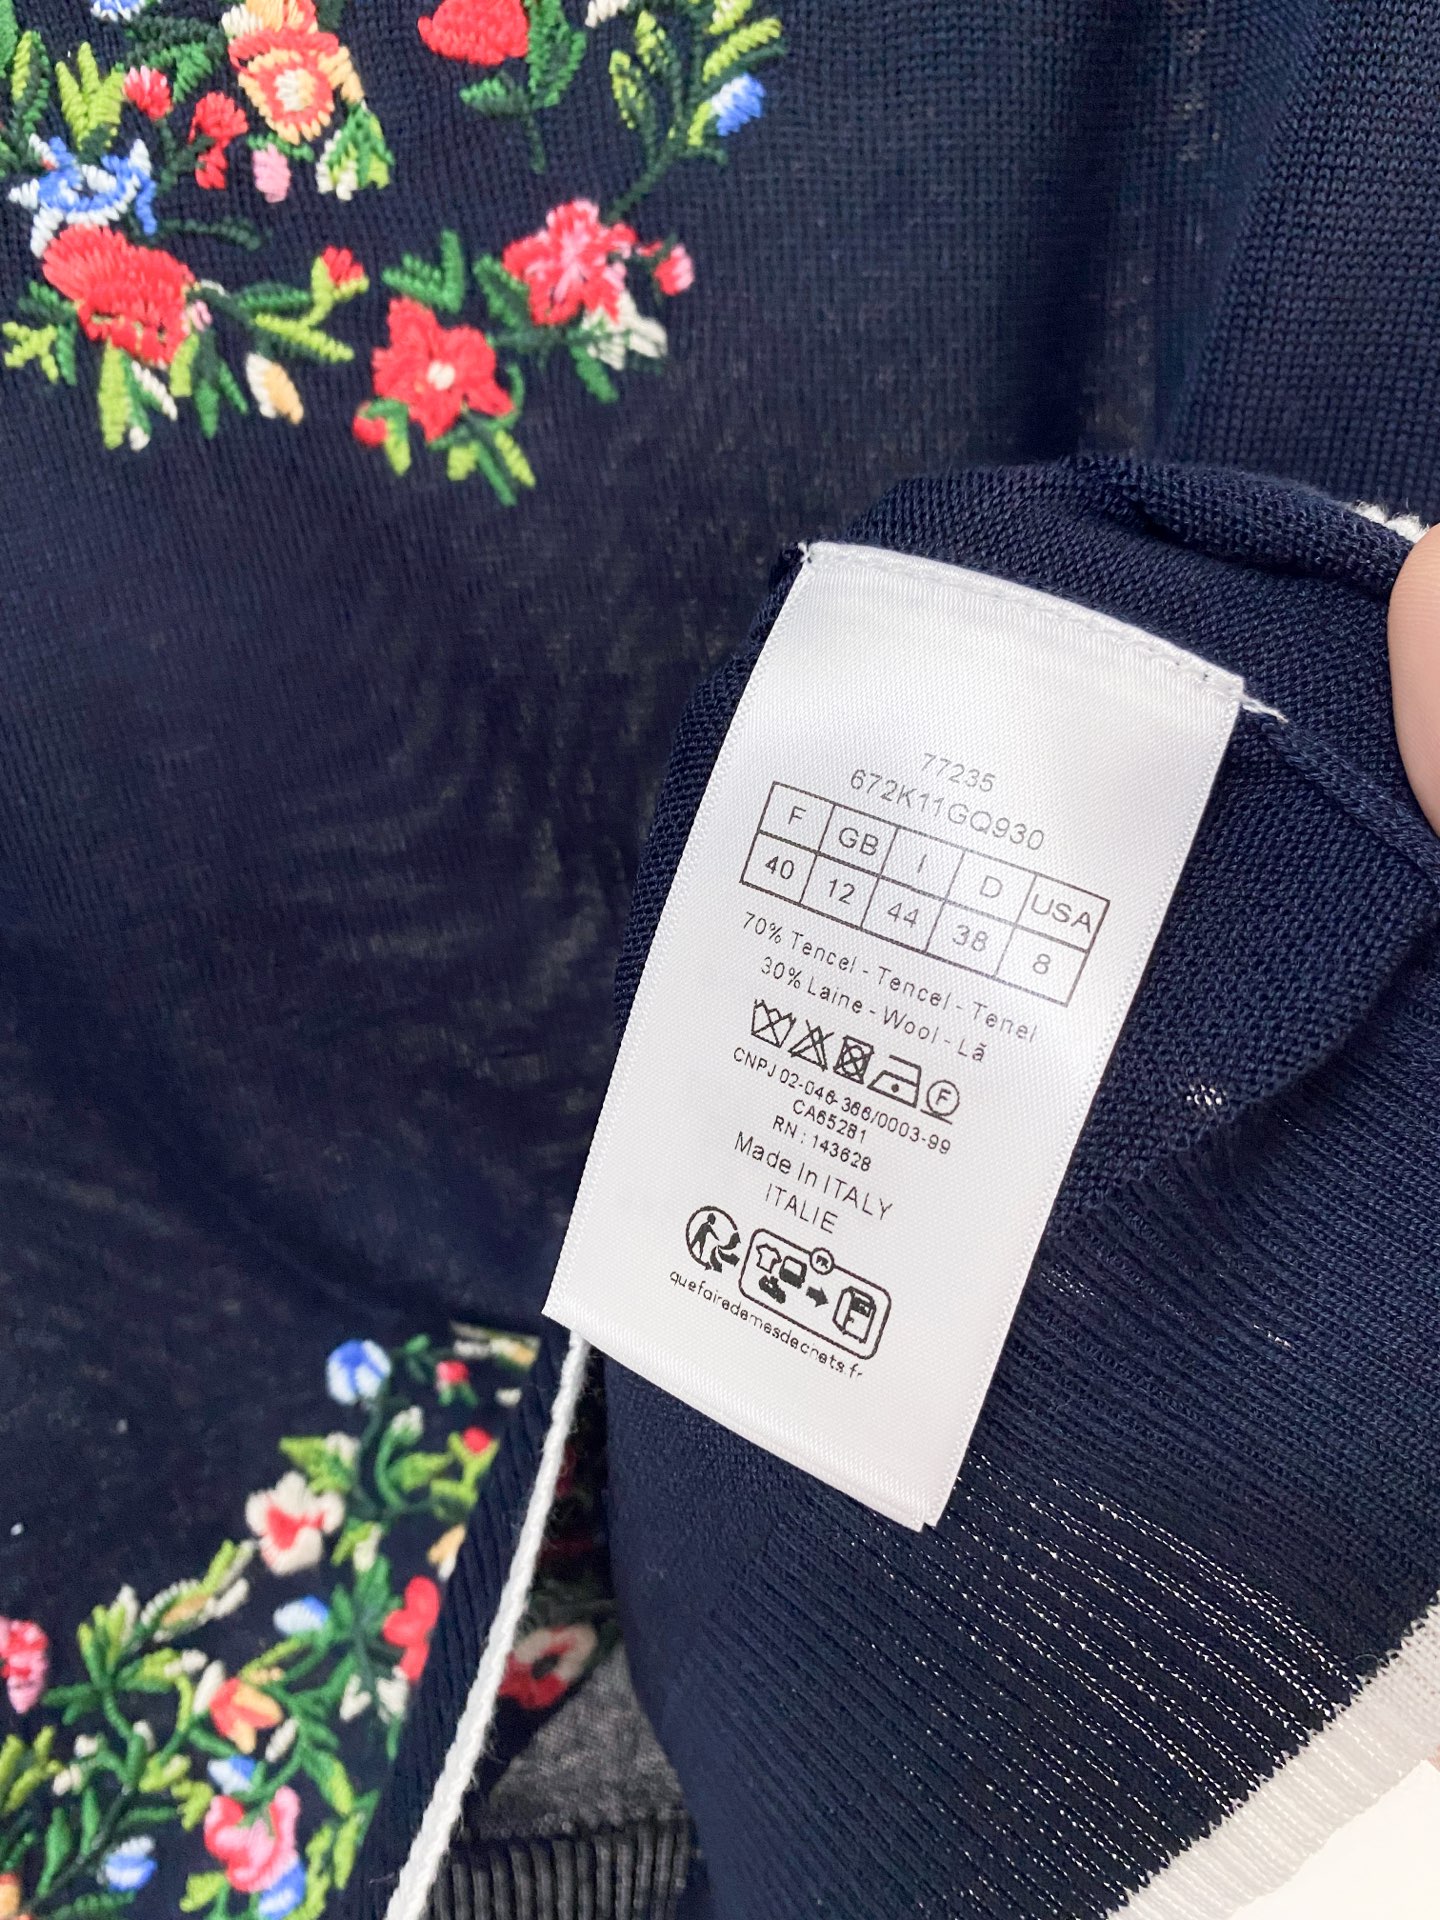 77235
672K11GQ930
F GB I D USA
40 12 44 38 8
70% Tencel - Tencel - Tenel
30% Laine - Wool - Lã
F
CNPJ 02-046-366/0003-99
CA65281
RN : 143628
Made In ITALY
ITALIE
FR
quefairedemesdechets.fr